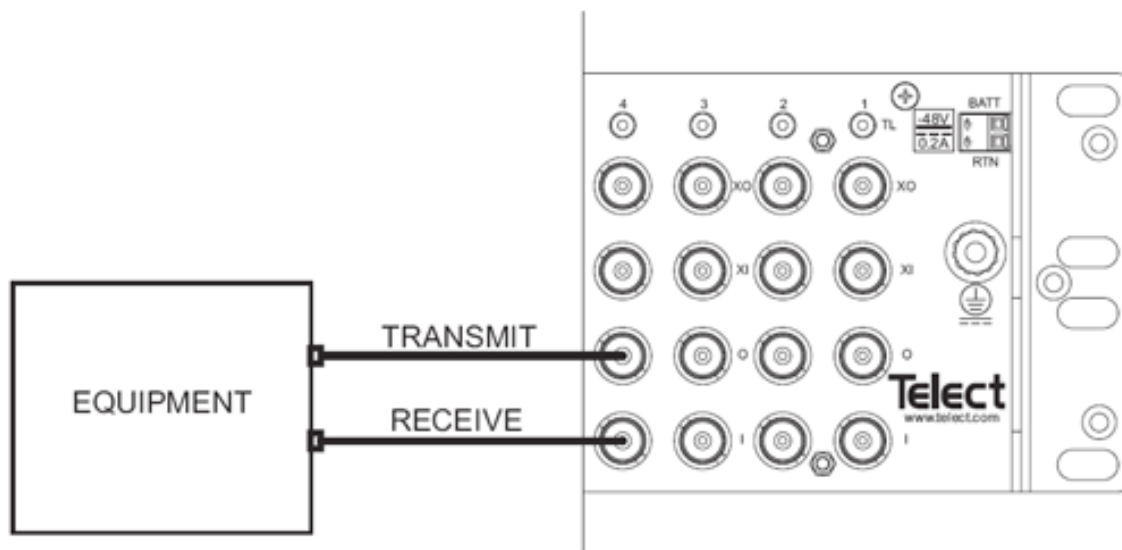 4 3 2 1
TL
-48V
0.2A
BATT
RTN
XO XO
XI XI
TRANSMIT
O O
EQUIPMENT
Telect
www.telect.com
RECEIVE
I I